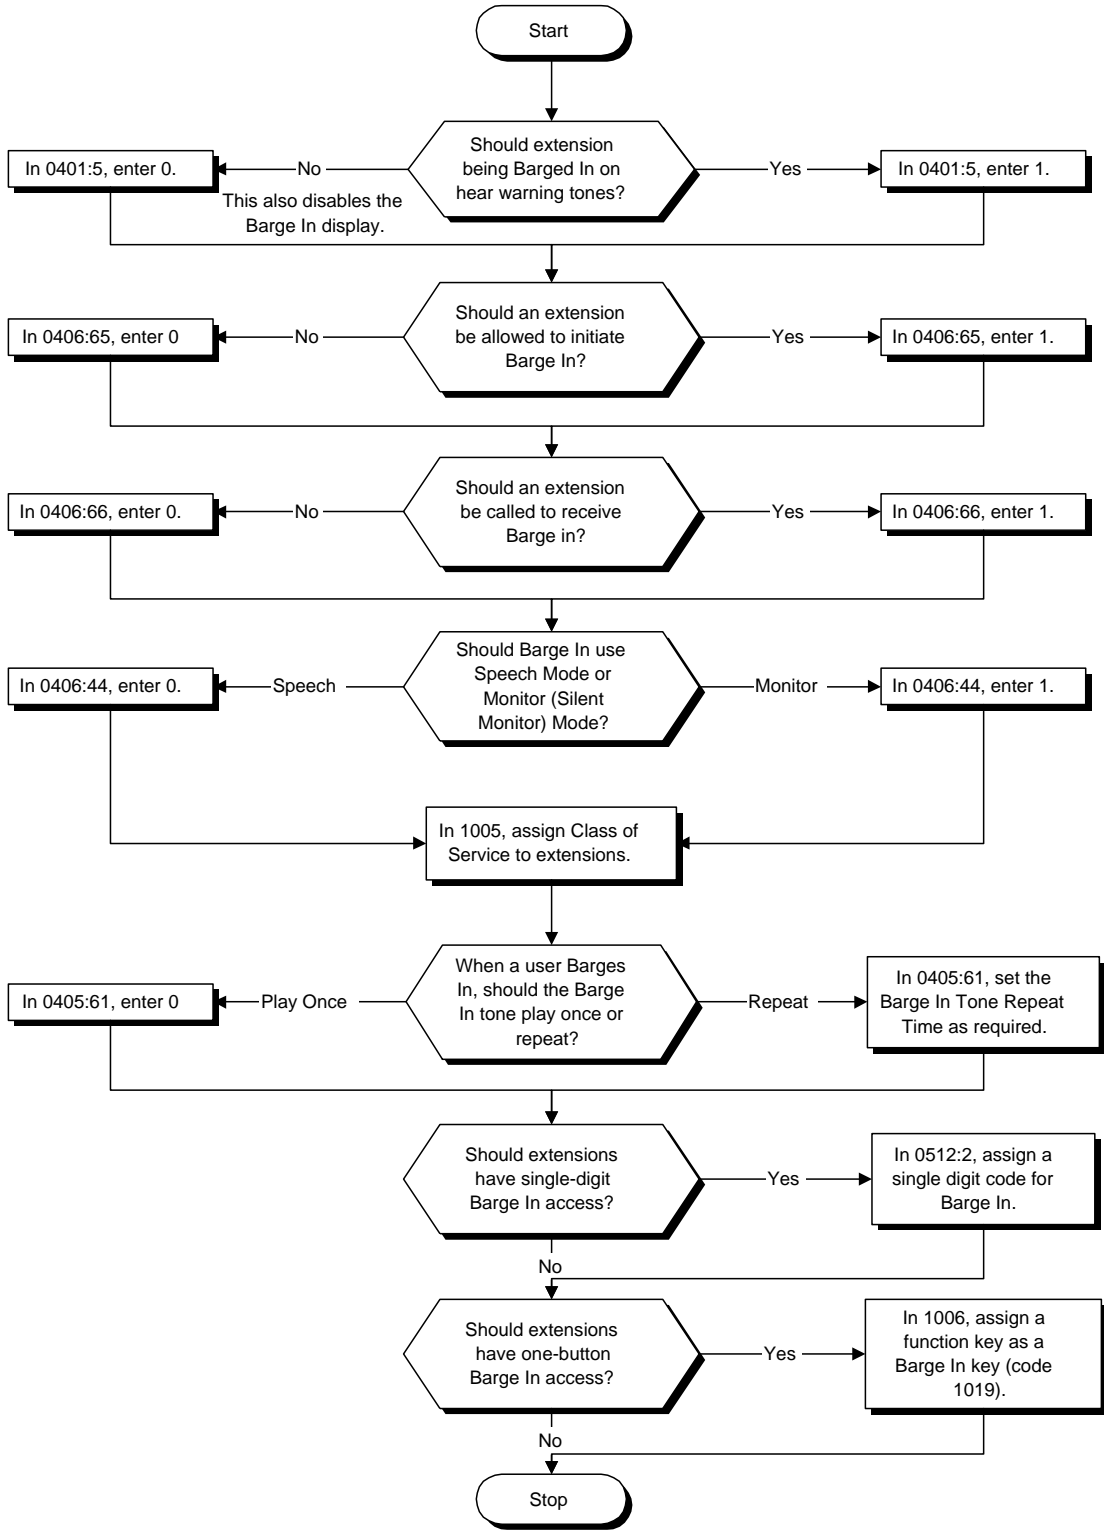 Start
Should extension
being Barged In on
hear warning tones?
In 0401:5, enter 0.
No
This also disables the
Barge In display.
Yes
In 0401:5, enter 1.
Should an extension
be allowed to initiate
Barge In?
In 0406:65, enter 0
No
Yes
In 0406:65, enter 1.
Should an extension
be called to receive
Barge in?
In 0406:66, enter 0.
No
Yes
In 0406:66, enter 1.
Should Barge In use
Speech Mode or
Monitor (Silent
Monitor) Mode?
In 0406:44, enter 0.
Speech
Monitor
In 0406:44, enter 1.
In 1005, assign Class of
Service to extensions.
When a user Barges
In, should the Barge
In tone play once or
repeat?
In 0405:61, enter 0
Play Once
Repeat
In 0405:61, set the
Barge In Tone Repeat
Time as required.
Should extensions
have single-digit
Barge In access?
Yes
In 0512:2, assign a
single digit code for
Barge In.
No
Should extensions
have one-button
Barge In access?
Yes
In 1006, assign a
function key as a
Barge In key (code
1019).
No
Stop